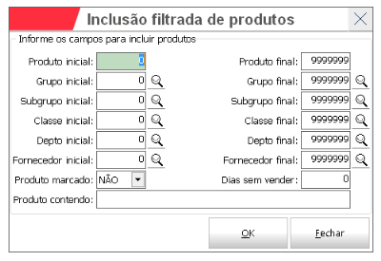 Inclusão filtrada de produtos
Informe os campos para incluir produtos
Produto inicial: 0 Produto final: 9999999
Grupo inicial: 0 Grupo final: 9999999
Subgrupo inicial: 0 Subgrupo final: 9999999
Classe inicial: 0 Classe final: 9999999
Depto inicial: 0 Depto final: 9999999
Fornecedor inicial: 0 Fornecedor final: 9999999
Produto marcado: NÃO Dias sem vender: 0
Produto contendo:
OK Fechar